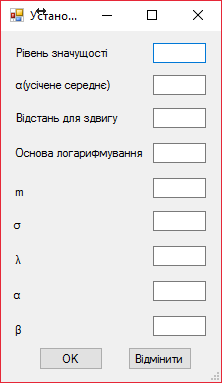 Устано...
Рівень значущості
α(усічене середнє)
Відстань для здвигу
Основа логарифмування
m
σ
λ
α
β
OK
Відмінити